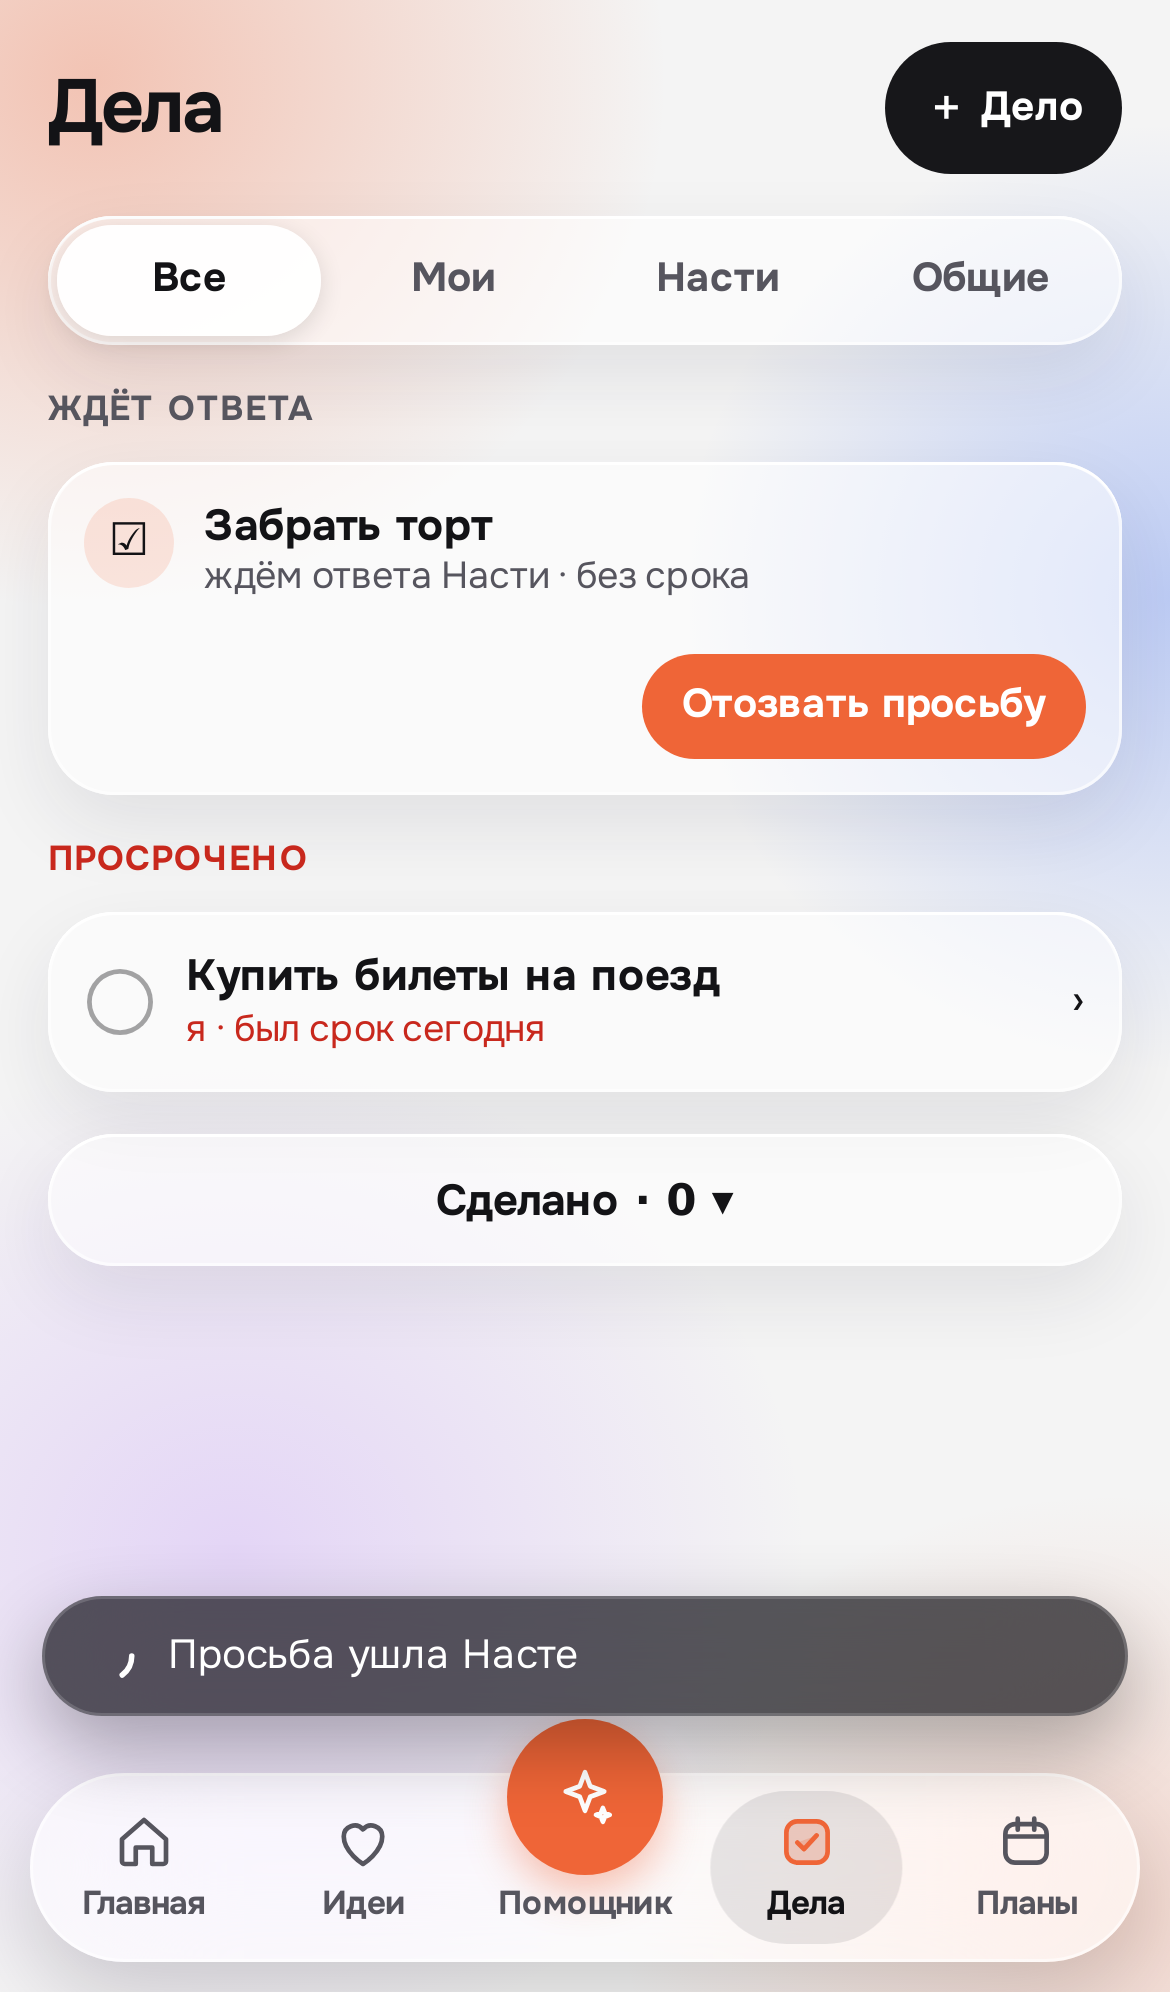 Дела
+ Дело
Все
Мои
Насти
Общие
ЖДЁТ ОТВЕТА
Забрать торт
ждём ответа Насти · без срока
Отозвать просьбу
ПРОСРОЧЕНО
Купить билеты на поезд
я · был срок сегодня
Сделано · 0 ▾
Просьба ушла Насте
Главная
Идеи
Помощник
Дела
Планы